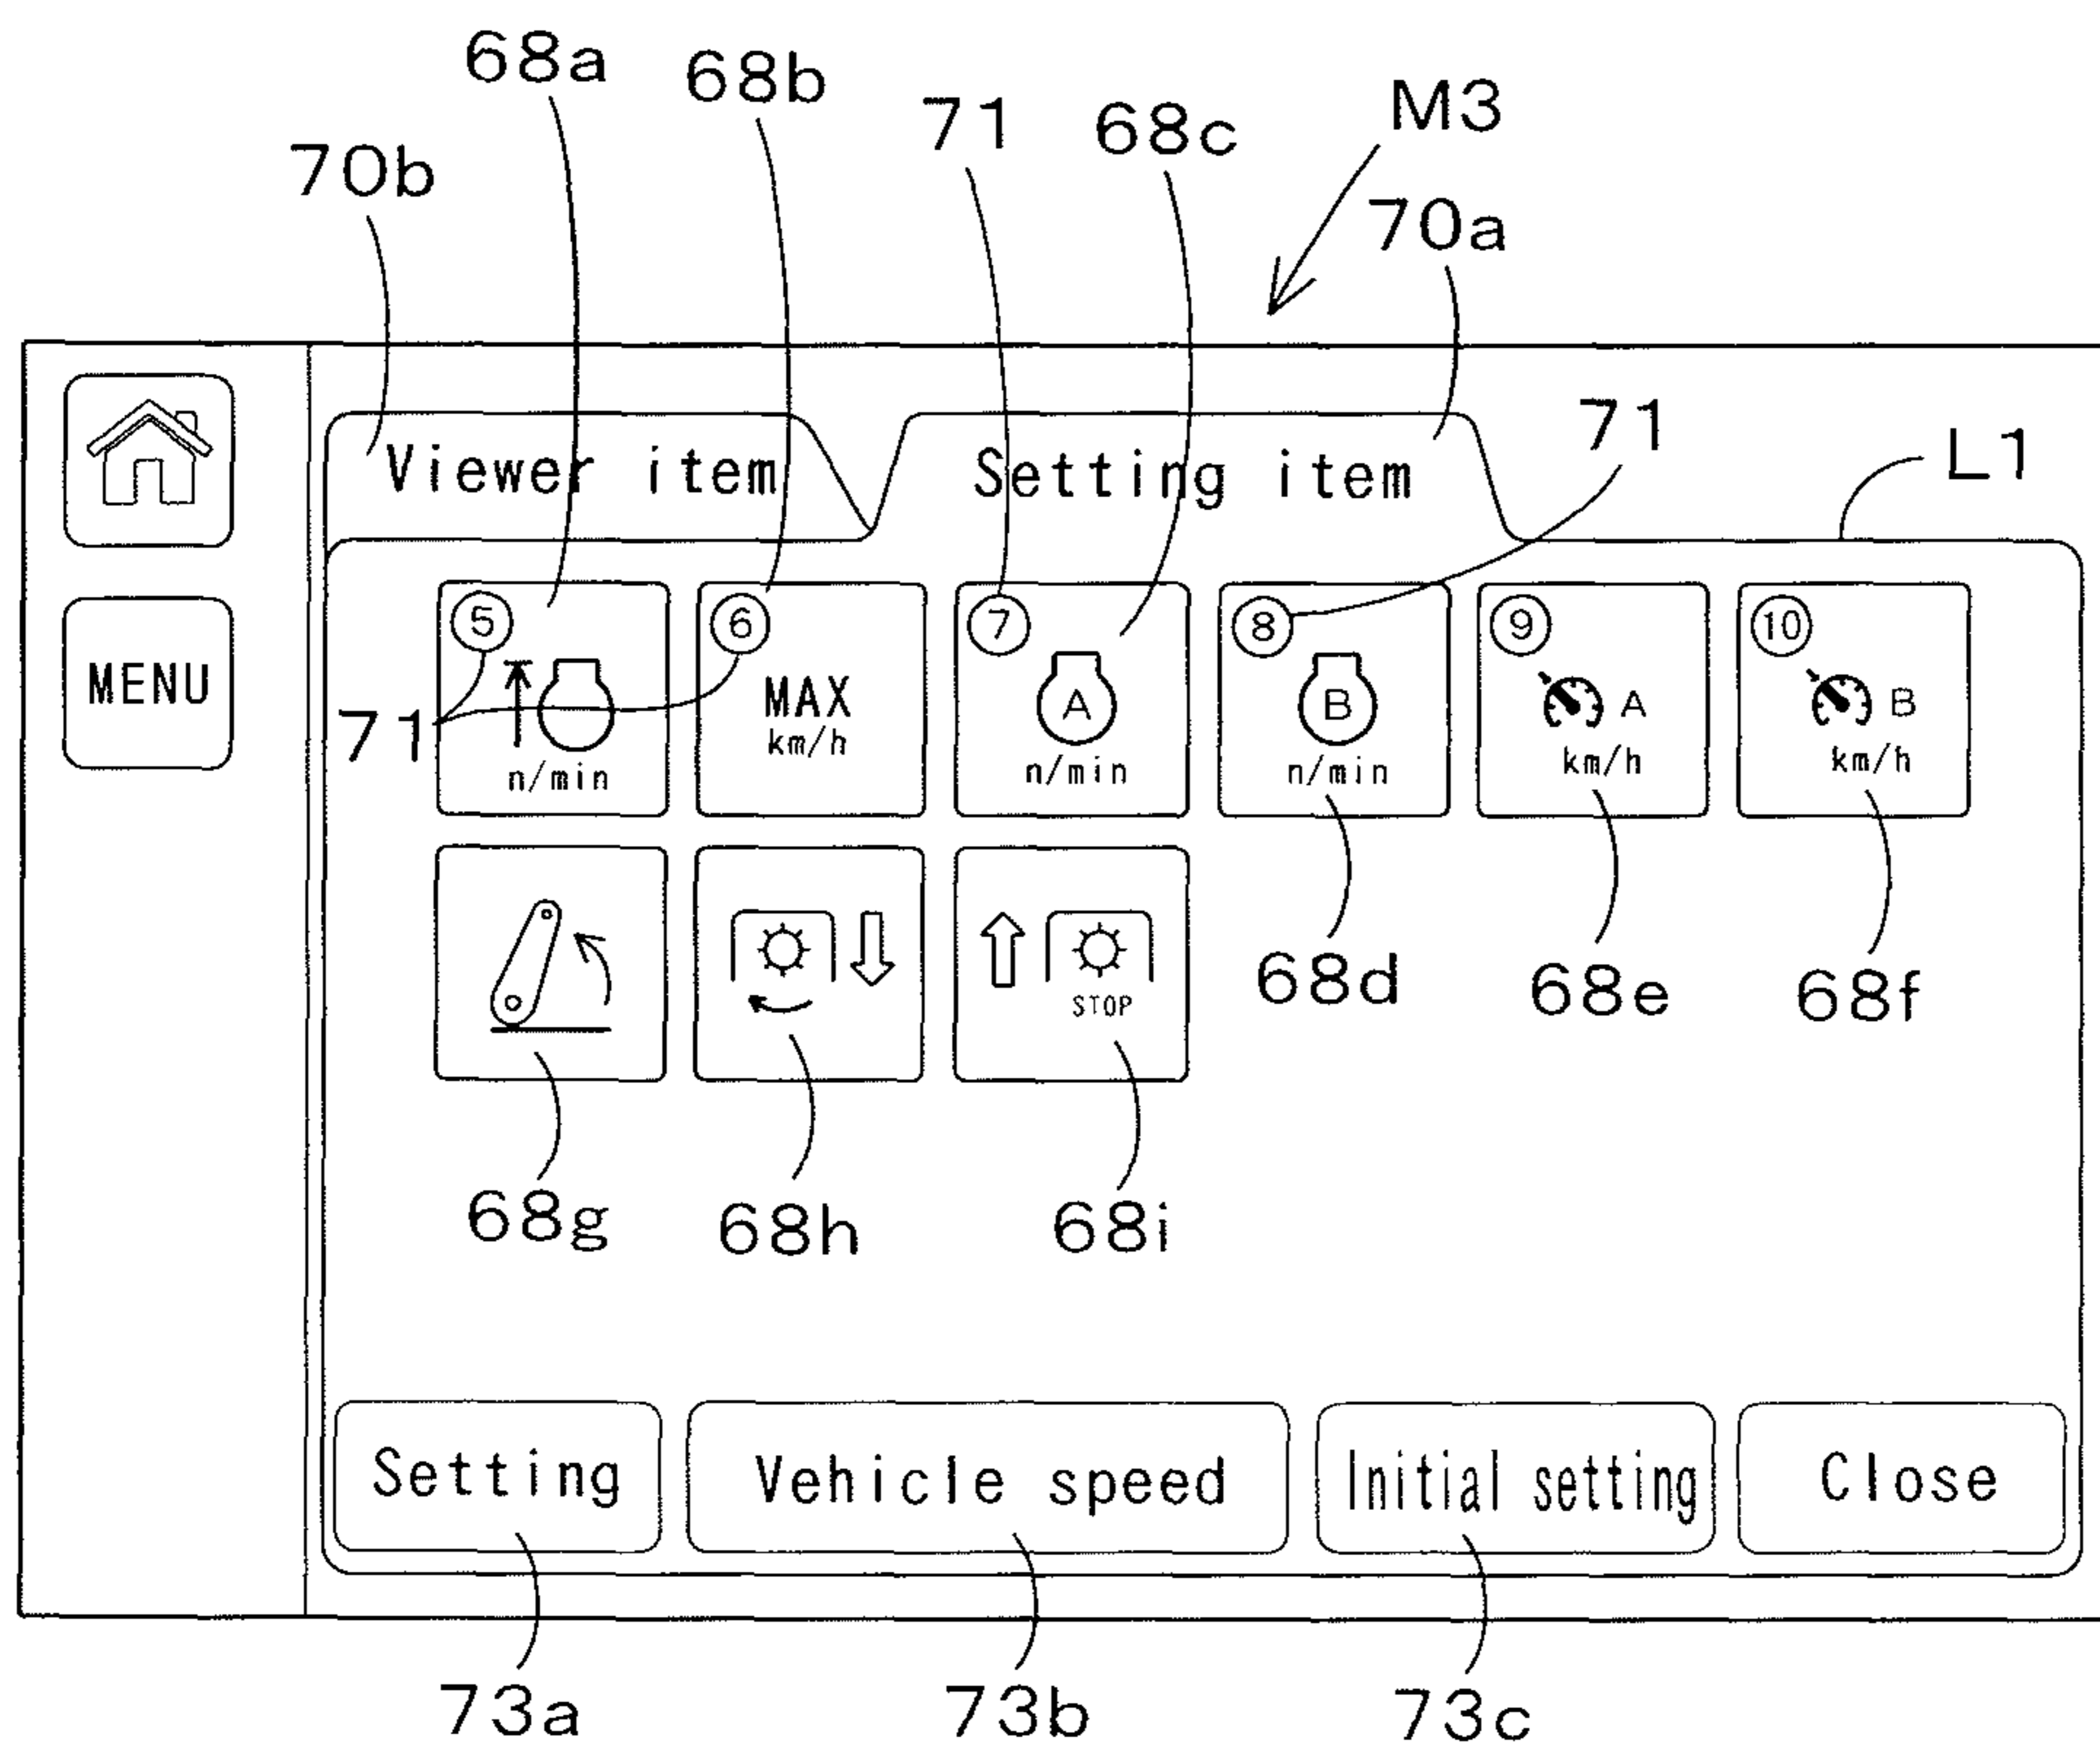 68a 68b 71 68c M3
70b 70a
71 L1
Viewer item Setting item
5 6 7 8 9 10
MENU
71
n/min
MAX
km/h
A
n/min
B
n/min
A
km/h
B
km/h
STOP
68d 68e 68f
68g 68h 68i
Setting Vehicle speed Initial setting Close
73a 73b 73c